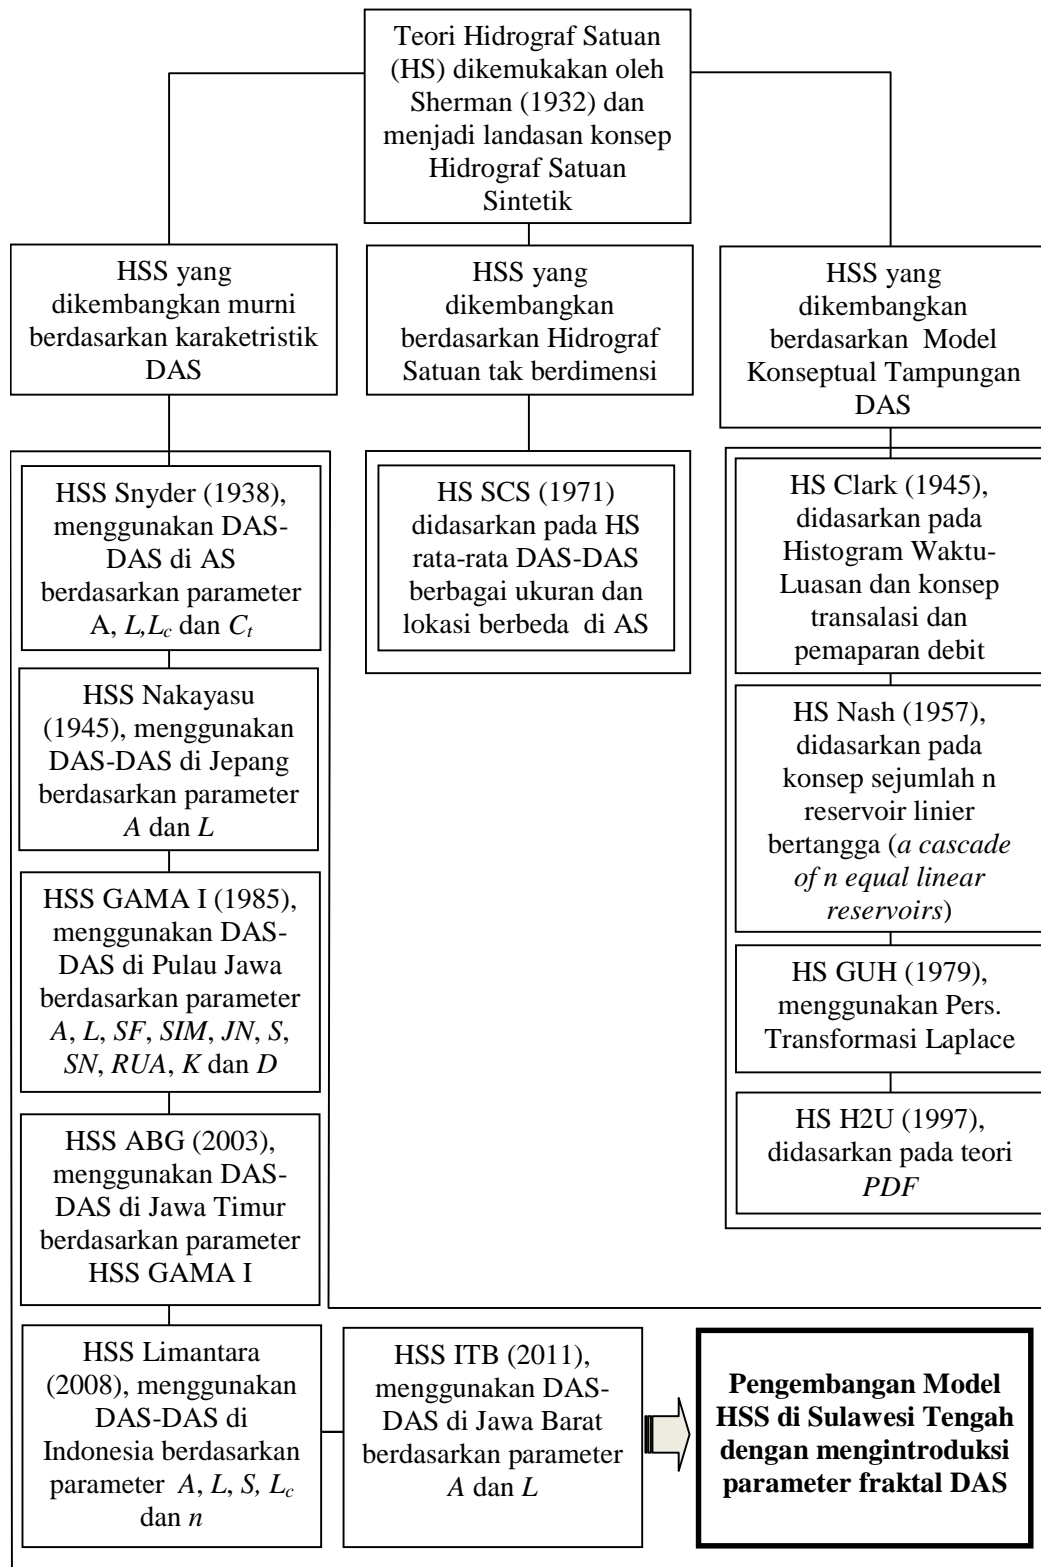 Teori Hidrograf Satuan
(HS) dikemukakan oleh
Sherman (1932) dan
menjadi landasan konsep
Hidrograf Satuan
Sintetik
HSS yang
dikembangkan murni
berdasarkan karaketristik
DAS
HSS yang
dikembangkan
berdasarkan Hidrograf
Satuan tak berdimensi
HSS yang
dikembangkan
berdasarkan Model
Konseptual Tampungan
DAS
HSS Snyder (1938),
menggunakan DAS-
DAS di AS
berdasarkan parameter
A, L,Lc dan Ct
HSS Nakayasu
(1945), menggunakan
DAS-DAS di Jepang
berdasarkan parameter
A dan L
HSS GAMA I (1985),
menggunakan DAS-
DAS di Pulau Jawa
berdasarkan parameter
A, L, SF, SIM, JN, S,
SN, RUA, K dan D
HSS ABG (2003),
menggunakan DAS-
DAS di Jawa Timur
berdasarkan parameter
HSS GAMA I
HSS Limantara
(2008), menggunakan
DAS-DAS di
Indonesia berdasarkan
parameter A, L, S, Lc
dan n
HS SCS (1971)
didasarkan pada HS
rata-rata DAS-DAS
berbagai ukuran dan
lokasi berbeda di AS
HS Clark (1945),
didasarkan pada
Histogram Waktu-
Luasan dan konsep
transalasi dan
pemaparan debit
HS Nash (1957),
didasarkan pada
konsep sejumlah n
reservoir linier
bertangga (a cascade
of n equal linear
reservoirs)
HS GUH (1979),
menggunakan Pers.
Transformasi Laplace
HS H2U (1997),
didasarkan pada teori
PDF
HSS ITB (2011),
menggunakan DAS-
DAS di Jawa Barat
berdasarkan parameter
A dan L
Pengembangan Model
HSS di Sulawesi Tengah
dengan mengintroduksi
parameter fraktal DAS